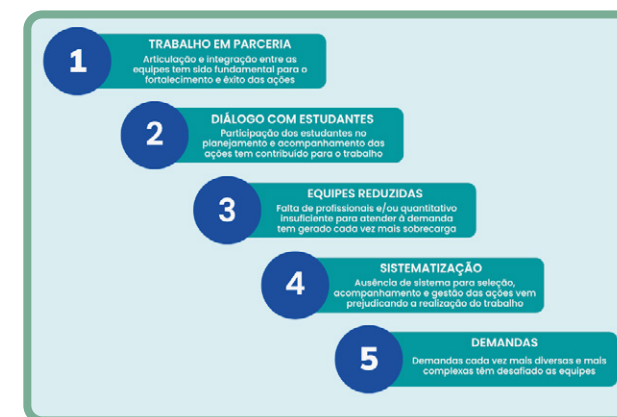 1
TRABALHO EM PARCERIA
Articulação e integração entre as
equipes tem sido fundamental para o
fortalecimento e êxito das ações
2
DIÁLOGO COM ESTUDANTES
Participação dos estudantes no
planejamento e acompanhamento das
ações tem contribuído para o trabalho
3
EQUIPES REDUZIDAS
Falta de profissionais e/ou quantitativo
insuficiente para atender à demanda
tem gerado cada vez mais sobrecarga
4
SISTEMATIZAÇÃO
Ausência de sistema para seleção,
acompanhamento e gestão das ações vem
prejudicando a realização do trabalho
5
DEMANDAS
Demandas cada vez mais diversas e mais
complexas têm desafiado as equipes